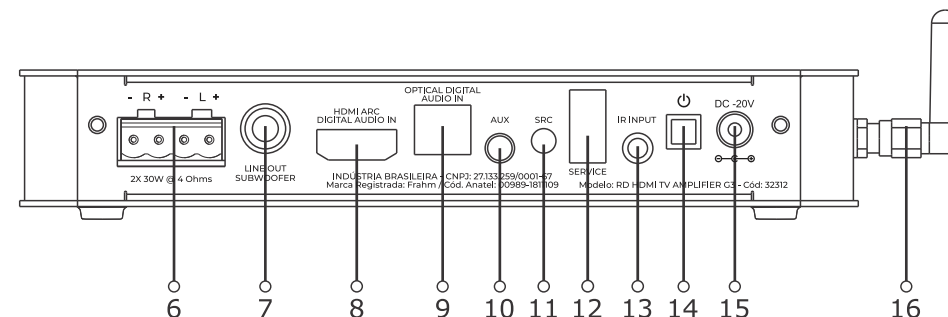 - R + - L +
2X 30W @ 4 Ohms
LINE OUT
SUBWOOFER
HDMI ARC
DIGITAL AUDIO IN
OPTICAL DIGITAL
AUDIO IN
AUX
SRC
SERVICE
IR INPUT
DC -20V
INDÚSTRIA BRASILEIRA - CNPJ: 27.133.259/0001-67
Marca Registrada: Frahm / Cód. Anatel: 00989-1811109
Modelo: RD HDMI TV AMPLIFIER G3 - Cód: 32312
6 7 8 9 10 11 12 13 14 15 16